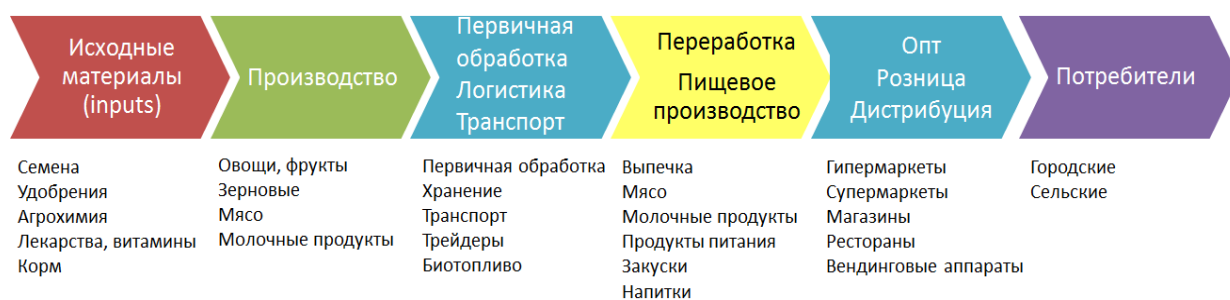 Исходные
материалы
(inputs)
Производство
Первичная
обработка
Логистика
Транспорт
Переработка
Пищевое
производство
Опт
Розница
Дистрибуция
Потребители
Семена
Удобрения
Агрохимия
Лекарства, витамины
Корм
Овощи, фрукты
Зерновые
Мясо
Молочные продукты
Первичная обработка
Хранение
Транспорт
Трейдеры
Биотопливо
Выпечка
Мясо
Молочные продукты
Продукты питания
Закуски
Напитки
Гипермаркеты
Супермаркеты
Магазины
Рестораны
Вендинговые аппараты
Городские
Сельские